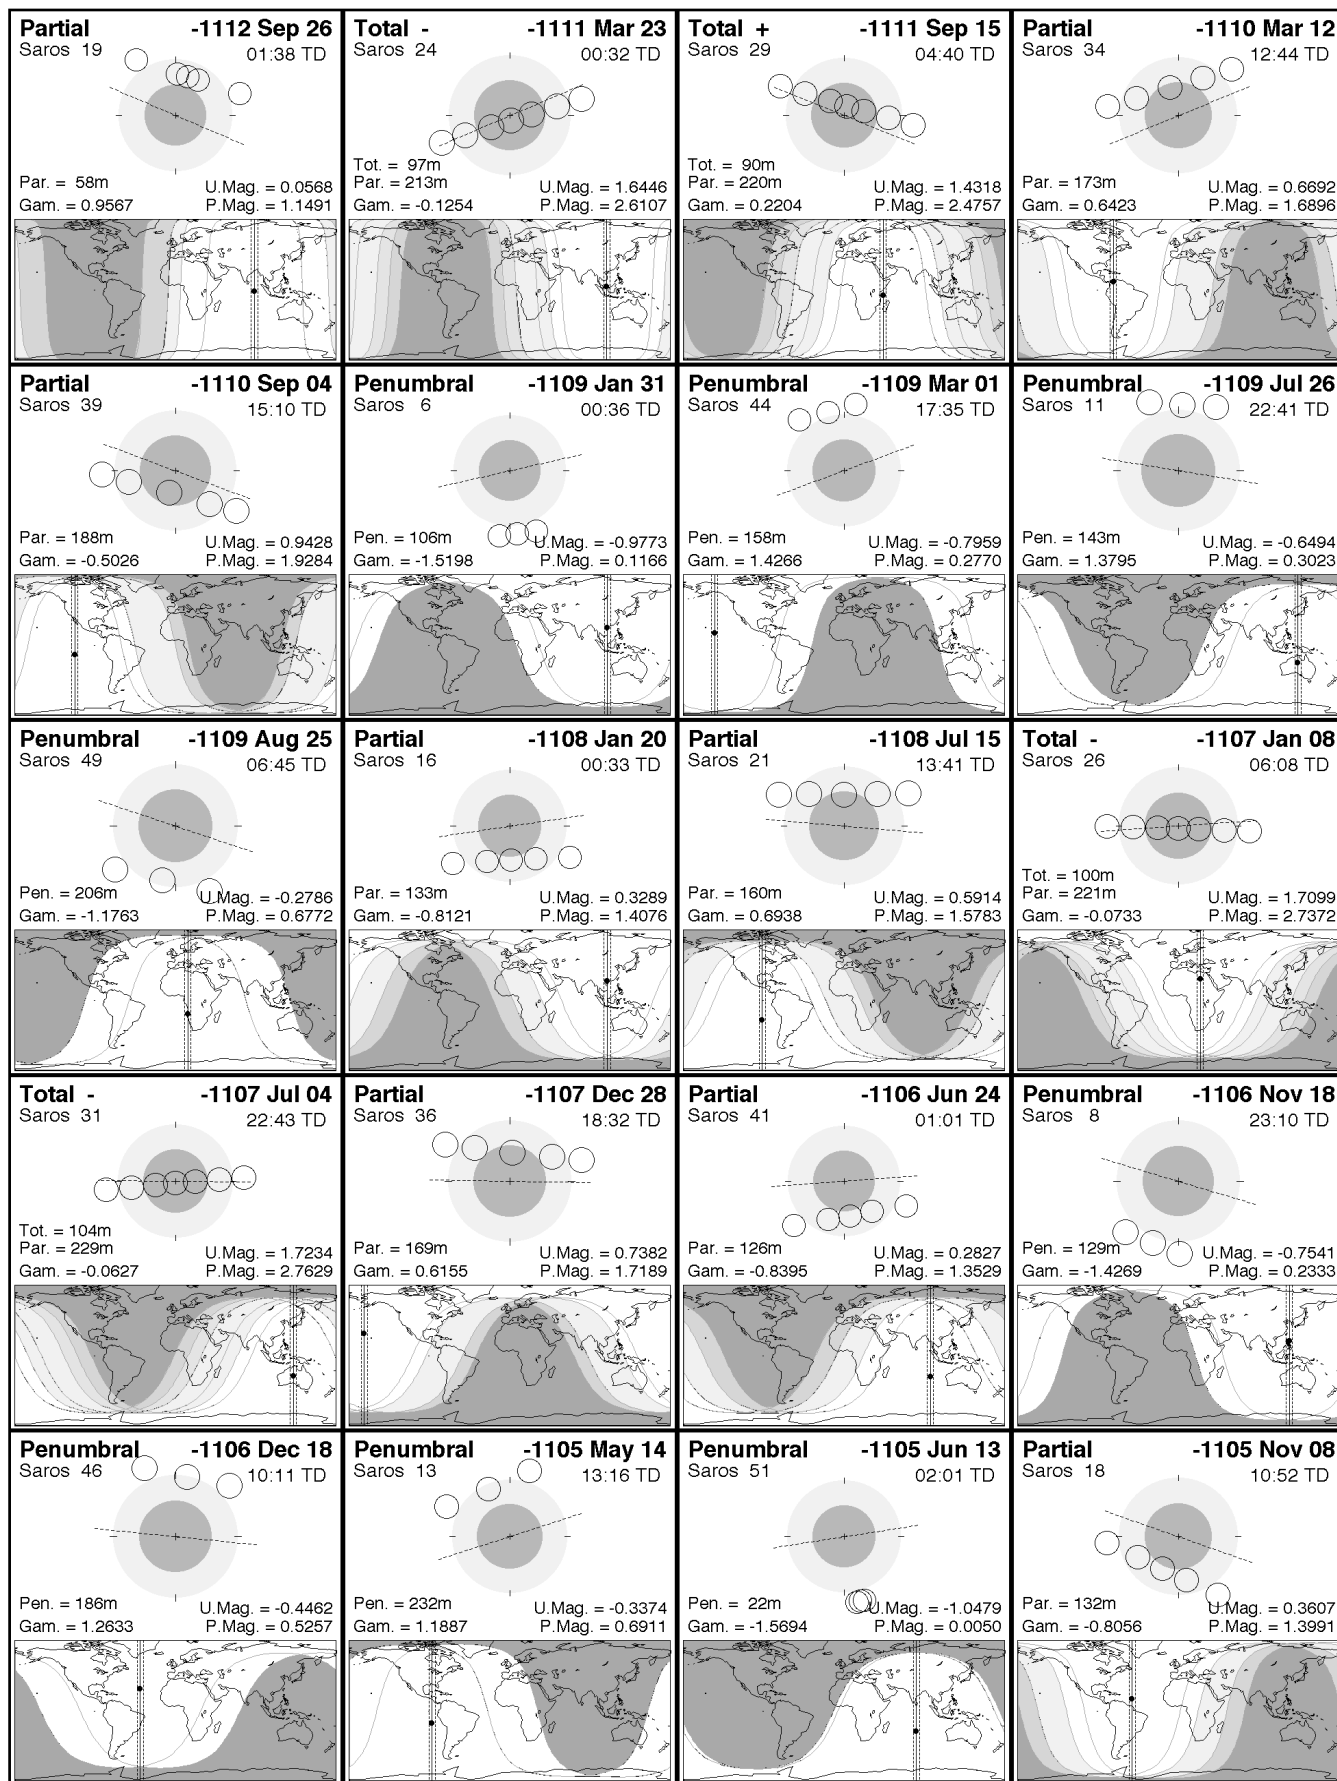 Partial -1112 Sep 26
Saros 19 01:38 TD
Par. = 58m U.Mag. = 0.0568
Gam. = 0.9567 P.Mag. = 1.1491
Total - -1111 Mar 23
Saros 24 00:32 TD
Tot. = 97m
Par. = 213m U.Mag. = 1.6446
Gam. = -0.1254 P.Mag. = 2.6107
Total + -1111 Sep 15
Saros 29 04:40 TD
Tot. = 90m
Par. = 220m U.Mag. = 1.4318
Gam. = 0.2204 P.Mag. = 2.4757
Partial -1110 Mar 12
Saros 34 12:44 TD
Par. = 173m U.Mag. = 0.6692
Gam. = 0.6423 P.Mag. = 1.6896
Partial -1110 Sep 04
Saros 39 15:10 TD
Par. = 188m U.Mag. = 0.9428
Gam. = -0.5026 P.Mag. = 1.9284
Penumbral -1109 Jan 31
Saros 6 00:36 TD
Pen. = 106m U.Mag. = -0.9773
Gam. = -1.5198 P.Mag. = 0.1166
Penumbral -1109 Mar 01
Saros 44 17:35 TD
Pen. = 158m U.Mag. = -0.7959
Gam. = 1.4266 P.Mag. = 0.2770
Penumbral -1109 Jul 26
Saros 11 22:41 TD
Pen. = 143m U.Mag. = -0.6494
Gam. = 1.3795 P.Mag. = 0.3023
Penumbral -1109 Aug 25
Saros 49 06:45 TD
Pen. = 206m U.Mag. = -0.2786
Gam. = -1.1763 P.Mag. = 0.6772
Partial -1108 Jan 20
Saros 16 00:33 TD
Par. = 133m U.Mag. = 0.3289
Gam. = -0.8121 P.Mag. = 1.4076
Partial -1108 Jul 15
Saros 21 13:41 TD
Par. = 160m U.Mag. = 0.5914
Gam. = 0.6938 P.Mag. = 1.5783
Total - -1107 Jan 08
Saros 26 06:08 TD
Tot. = 100m
Par. = 221m U.Mag. = 1.7099
Gam. = -0.0733 P.Mag. = 2.7372
Total - -1107 Jul 04
Saros 31 22:43 TD
Tot. = 104m
Par. = 229m U.Mag. = 1.7234
Gam. = -0.0627 P.Mag. = 2.7629
Partial -1107 Dec 28
Saros 36 18:32 TD
Par. = 169m U.Mag. = 0.7382
Gam. = 0.6155 P.Mag. = 1.7189
Partial -1106 Jun 24
Saros 41 01:01 TD
Par. = 126m U.Mag. = 0.2827
Gam. = -0.8395 P.Mag. = 1.3529
Penumbral -1106 Nov 18
Saros 8 23:10 TD
Pen. = 129m U.Mag. = -0.7541
Gam. = -1.4269 P.Mag. = 0.2333
Penumbral -1106 Dec 18
Saros 46 10:11 TD
Pen. = 186m U.Mag. = -0.4462
Gam. = 1.2633 P.Mag. = 0.5257
Penumbral -1105 May 14
Saros 13 13:16 TD
Pen. = 232m U.Mag. = -0.3374
Gam. = 1.1887 P.Mag. = 0.6911
Penumbral -1105 Jun 13
Saros 51 02:01 TD
Pen. = 22m U.Mag. = -1.0479
Gam. = -1.5694 P.Mag. = 0.0050
Partial -1105 Nov 08
Saros 18 10:52 TD
Par. = 132m U.Mag. = 0.3607
Gam. = -0.8056 P.Mag. = 1.3991